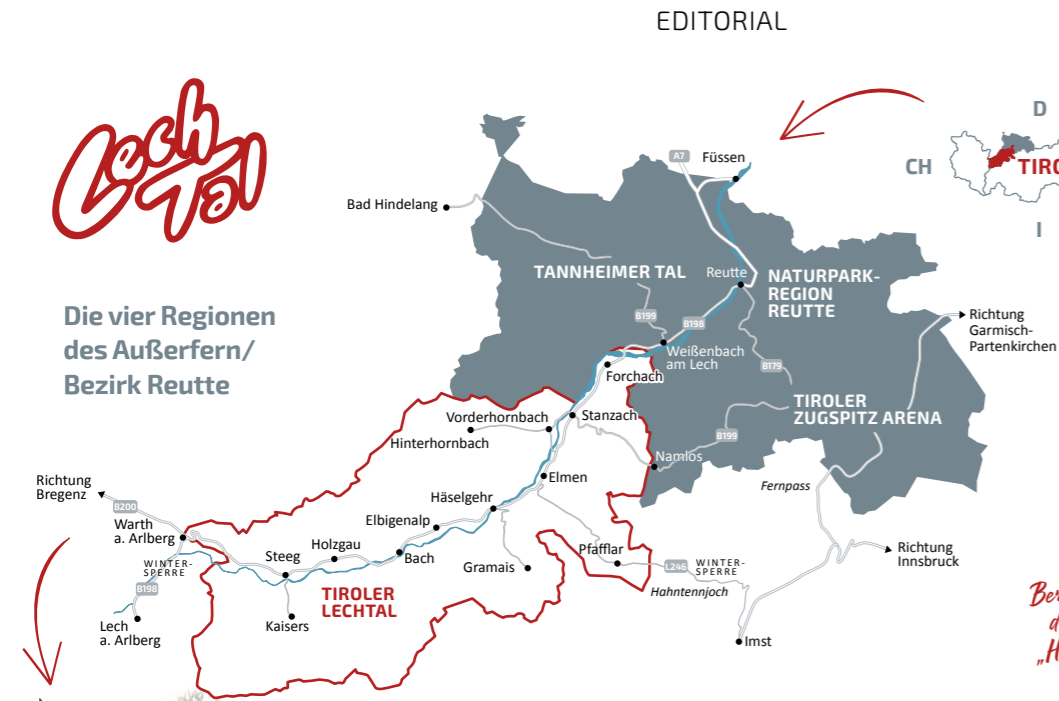 EDITORIAL
Lech
Tal
D
CH
TIRO
I
Die vier Regionen
des Außerfern/
Bezirk Reutte
A7
Füssen
Bad Hindelang
TANNHEIMER TAL
Reutte
NATURPARK-
REGION
REUTTE
B199
B198
Richtung
Garmisch-
Partenkirchen
Weißenbach
am Lech
Forchach
B179
TIROLER
ZUGSPITZ ARENA
Vorderhornbach
Stanzach
Hinterhornbach
B199
Namlos
Elmen
Fernpass
Richtung
Bregenz
B200
Häselgehr
Warth
a. Arlberg
Elbigenalp
Holzgau
Steeg
Bach
Gramais
Pfafflar
Richtung
Innsbruck
WINTER-
SPERRE
L246
WINTER-
SPERRE
B198
TIROLER
LECHTAL
Hahntennjoch
Lech
a. Arlberg
Kaisers
Imst
Ber
d
„H